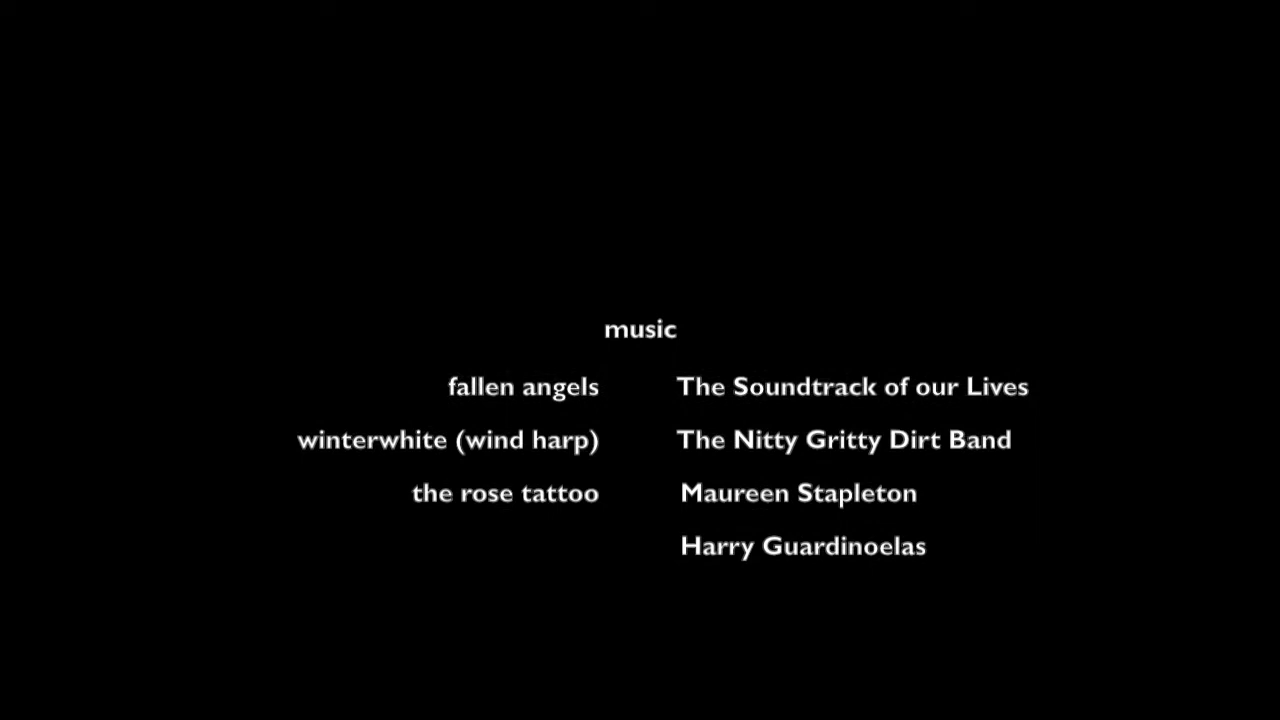 music
fallen angels The Soundtrack of our Lives
winterwhite (wind harp) The Nitty Gritty Dirt Band
the rose tattoo Maureen Stapleton
Harry Guardinoelas